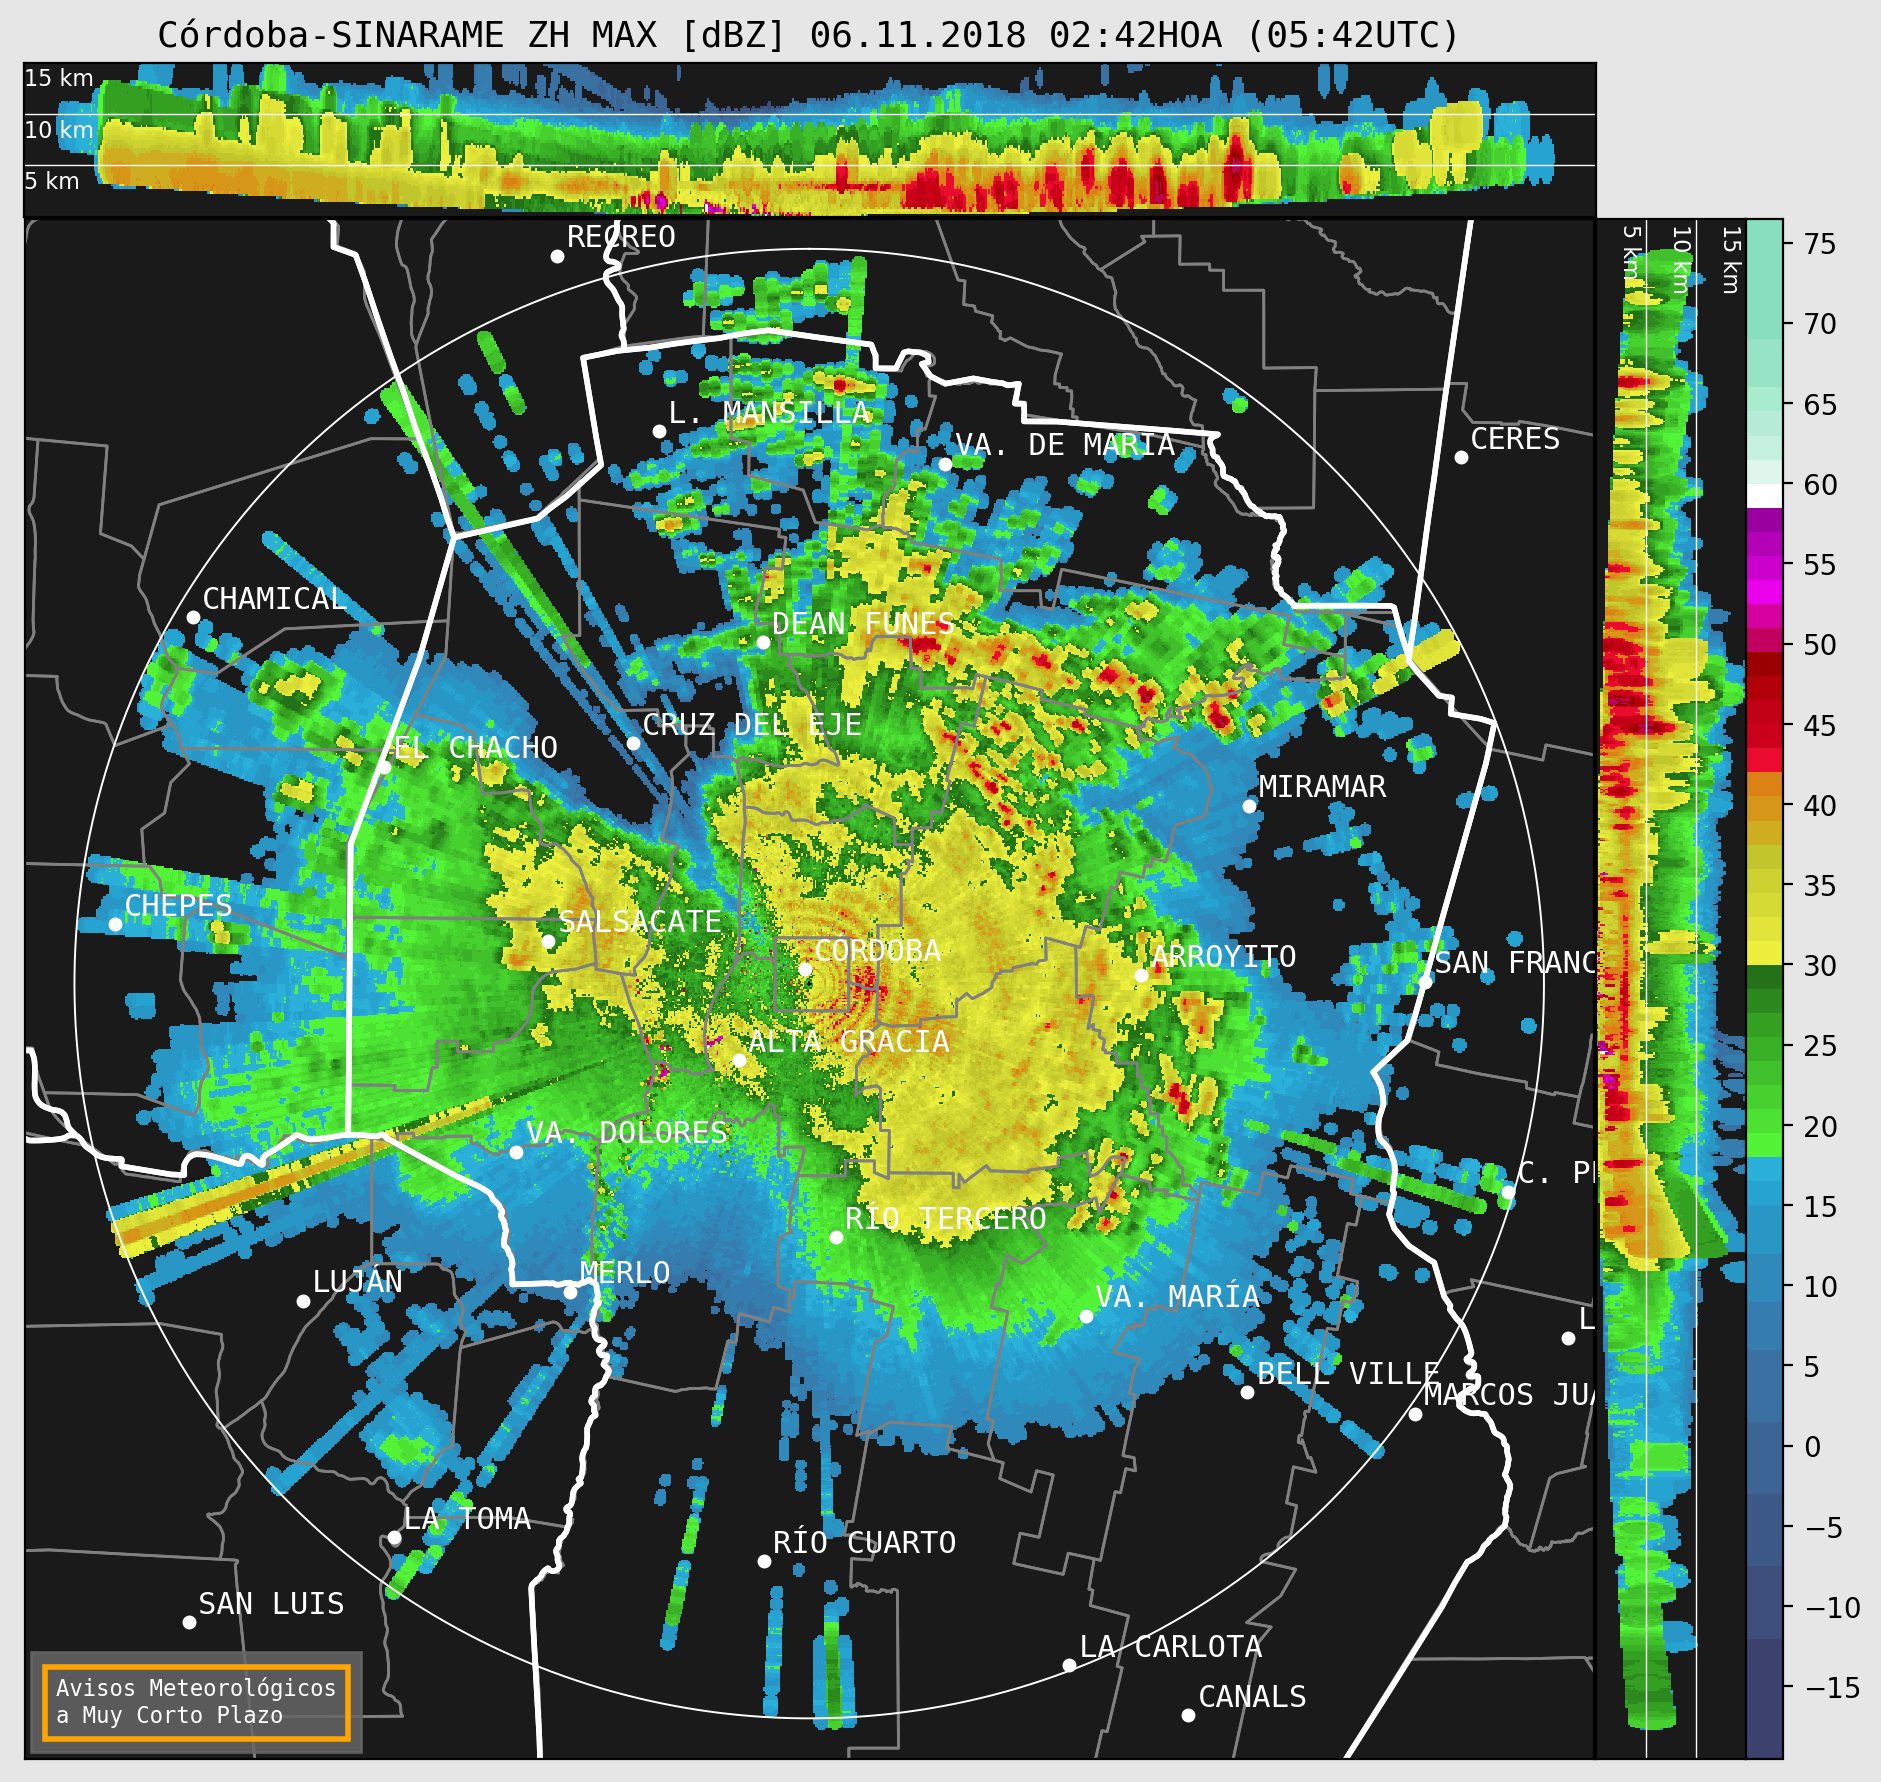 Córdoba-SINARAME ZH MAX [dBZ] 06.11.2018 02:42HOA (05:42UTC)
15 km
10 km
5 km
5 km
10 km
15 km
75
70
65
60
55
50
45
40
35
30
25
20
15
10
5
0
−5
−10
−15
RECREO
L. MANSILLA
VA. DE MARIA
CERES
CHAMICAL
DEAN FUNES
CRUZ DEL EJE
EL CHACHO
MIRAMAR
CHEPES
SALSACATE
CORDOBA
ARROYITO
SAN FRANC
ALTA GRACIA
VA. DOLORES
C. PE
RÍO TERCERO
MERLO
LUJÁN
VA. MARÍA
L
BELL VILLE
MARCOS JUA
LA TOMA
RÍO CUARTO
SAN LUIS
LA CARLOTA
CANALS
Avisos Meteorológicos
a Muy Corto Plazo